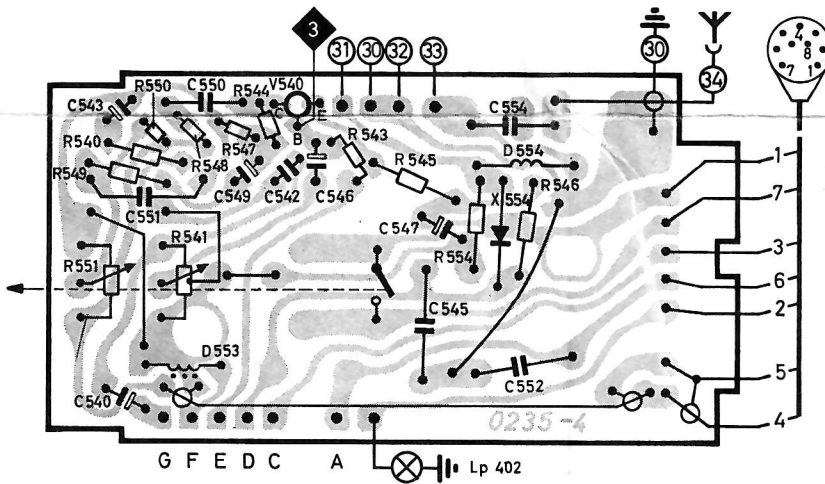 3
31 30 32 33
30
34
4
8
7 1
R550 C550 R544 V540
C543
C E
B
C554
R540
R547
R543
R548
R549
R545
D554
1
C549 C542 C546
X554 R546
7
C551
C547
R541
R551
R554
3
6
C545
2
D553
C552
5
C540
0235-4
4
G F E D C A
Lp 402